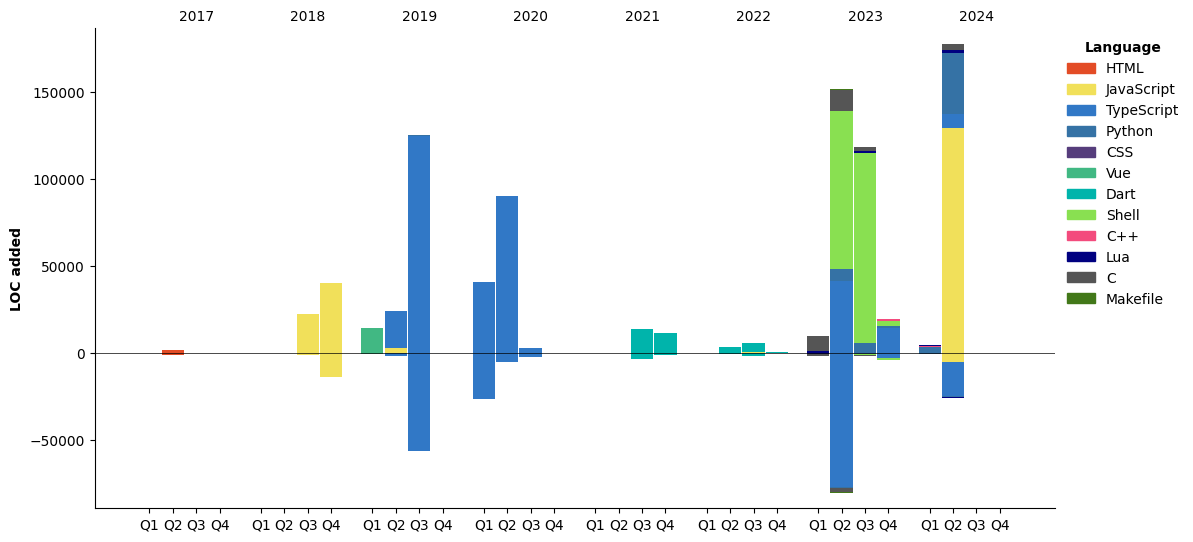 2017 2018 2019 2020 2021 2022 2023 2024
LOC added
150000
100000
50000
0
−50000
Q1 Q2 Q3 Q4 Q1 Q2 Q3 Q4 Q1 Q2 Q3 Q4 Q1 Q2 Q3 Q4 Q1 Q2 Q3 Q4 Q1 Q2 Q3 Q4 Q1 Q2 Q3 Q4 Q1 Q2 Q3 Q4
Language
HTML
JavaScript
TypeScript
Python
CSS
Vue
Dart
Shell
C++
Lua
C
Makefile